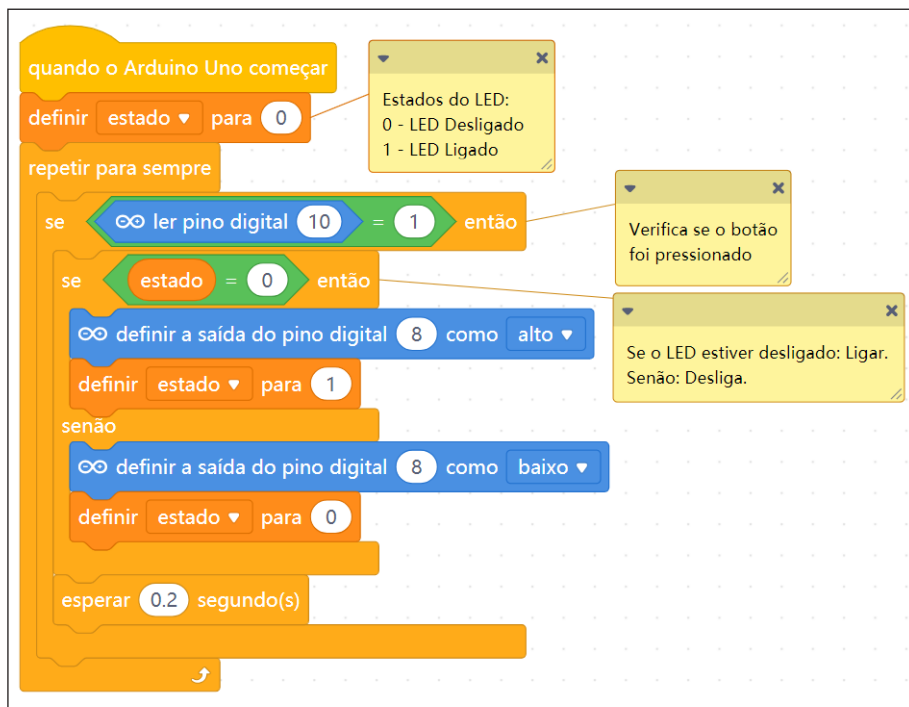 quando o Arduino Uno começar
definir estado para 0
repetir para sempre
se ler pino digital 10 = 1 então
se estado = 0 então
definir a saída do pino digital 8 como alto
definir estado para 1
senão
definir a saída do pino digital 8 como baixo
definir estado para 0
esperar 0.2 segundo(s)
Estados do LED:
0 - LED Desligado
1 - LED Ligado
Verifica se o botão
foi pressionado
Se o LED estiver desligado: Ligar.
Senão: Desliga.